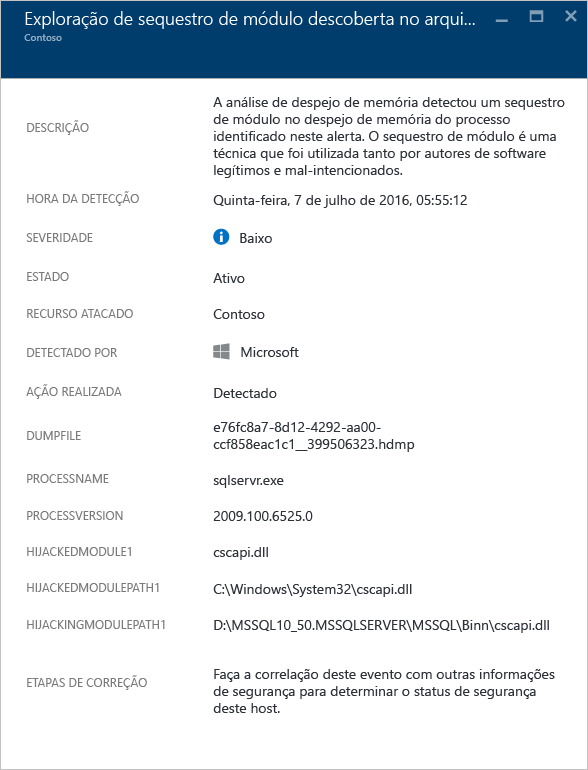 Exploração de sequestro de módulo descoberta no arqui...
Contoso
DESCRIÇÃO
A análise de despejo de memória detectou um sequestro
de módulo no despejo de memória do processo
identificado neste alerta. O sequestro de módulo é uma
técnica que foi utilizada tanto por autores de software
legítimos e mal-intencionados.
HORA DA DETECÇÃO
Quinta-feira, 7 de julho de 2016, 05:55:12
SEVERIDADE
Baixo
ESTADO
Ativo
RECURSO ATACADO
Contoso
DETECTADO POR
Microsoft
AÇÃO REALIZADA
Detectado
DUMPFILE
e76fc8a7-8d12-4292-aa00-
ccf858eac1c1__399506323.hdmp
PROCESSNAME
sqlservr.exe
PROCESSVERSION
2009.100.6525.0
HIJACKEDMODULE1
cscapi.dll
HIJACKEDMODULEPATH1
C:\Windows\System32\cscapi.dll
HIJACKINGMODULEPATH1
D:\MSSQL10_50.MSSQLSERVER\MSSQL\Binn\cscapi.dll
ETAPAS DE CORREÇÃO
Faça a correlação deste evento com outras informações
de segurança para determinar o status de segurança
deste host.